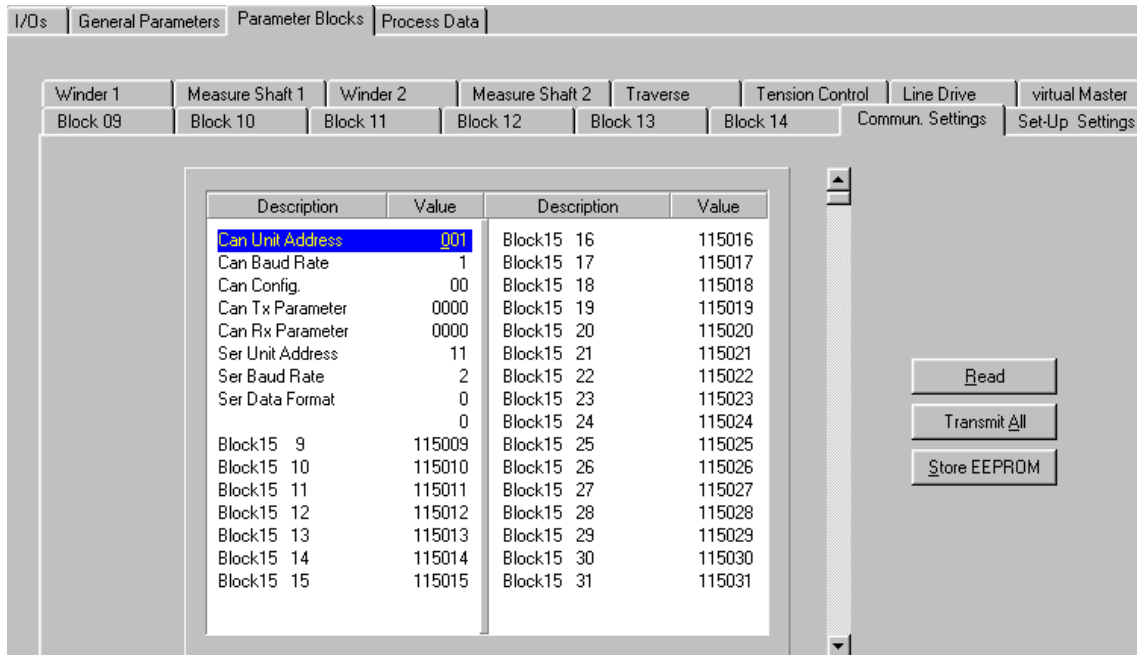 I/Os General Parameters Parameter Blocks Process Data
Winder 1 Measure Shaft 1 Winder 2 Measure Shaft 2 Traverse Tension Control Line Drive virtual Master
Block 09 Block 10 Block 11 Block 12 Block 13 Block 14 Commun. Settings Set-Up Settings
Description Value Description Value
Can Unit Address 001 Block15 16 115016
Can Baud Rate 1 Block15 17 115017
Can Config. 00 Block15 18 115018
Can Tx Parameter 0000 Block15 19 115019
Can Rx Parameter 0000 Block15 20 115020
Ser Unit Address 11 Block15 21 115021
Ser Baud Rate 2 Block15 22 115022
Ser Data Format 0 Block15 23 115023
0 Block15 24 115024
Block15 9 115009 Block15 25 115025
Block15 10 115010 Block15 26 115026
Block15 11 115011 Block15 27 115027
Block15 12 115012 Block15 28 115028
Block15 13 115013 Block15 29 115029
Block15 14 115014 Block15 30 115030
Block15 15 115015 Block15 31 115031
Read
Transmit All
Store EEPROM